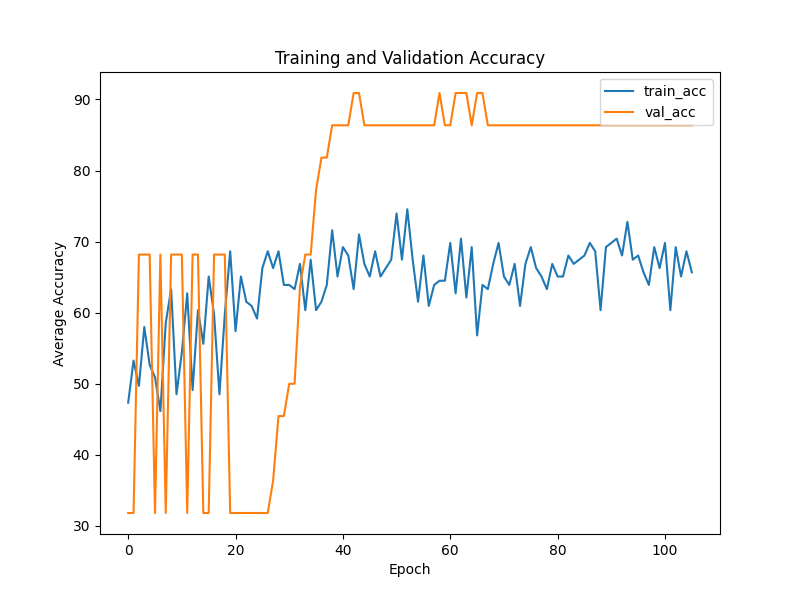 Training and Validation Accuracy
train_acc
val_acc
90
80
70
60
50
40
30
Average Accuracy
0 20 40 60 80 100
Epoch